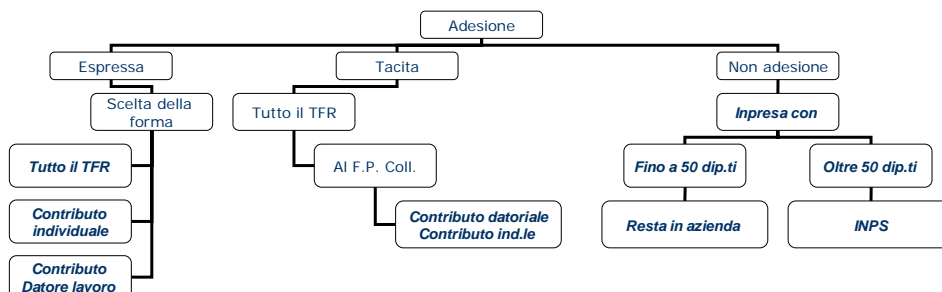 Adesione
Espressa
Tacita
Non adesione
Scelta della
forma
Tutto il TFR
Inpresa con
Tutto il TFR
Al F.P. Coll.
Fino a 50 dip.ti
Oltre 50 dip.ti
Contributo
individuale
Contributo datoriale
Contributo ind.le
Resta in azienda
INPS
Contributo
Datore lavoro